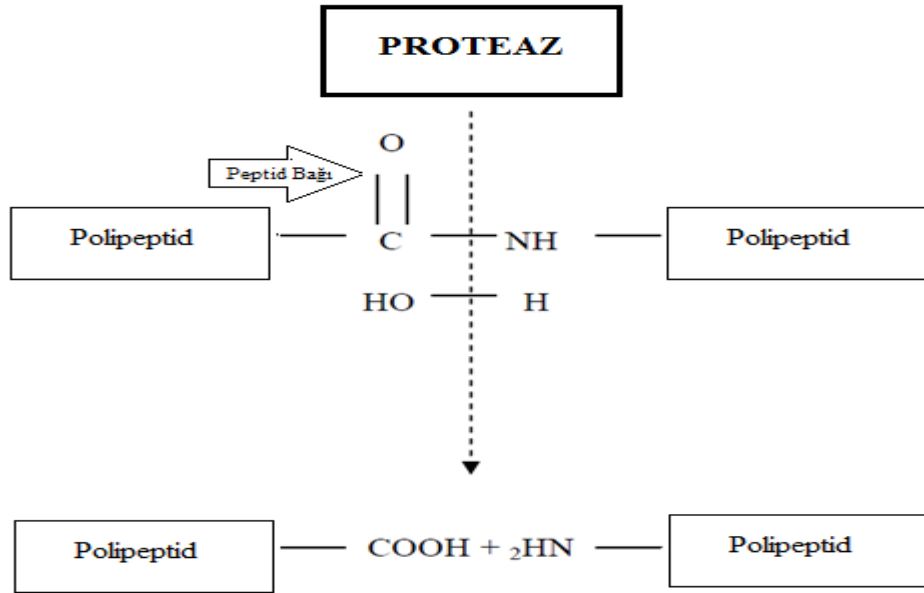 PROTEAZ
O
Peptid Bağı
Polipeptid C NH Polipeptid
HO H
Polipeptid COOH + ₂HN Polipeptid